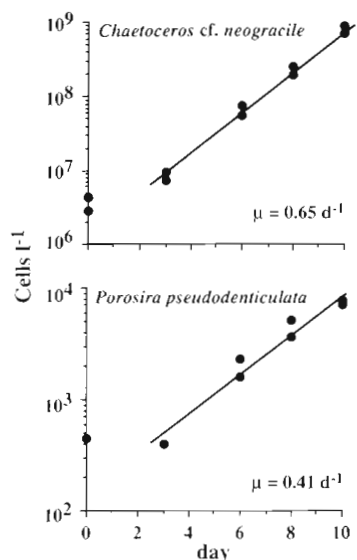 10⁹
Chaetoceros cf. neogracile
10⁸
10⁷
10⁶
μ = 0.65 d⁻¹
Cells l⁻¹
10⁴
Porosira pseudodenticulata
10³
10²
μ = 0.41 d⁻¹
0 2 4 6 8 10
day